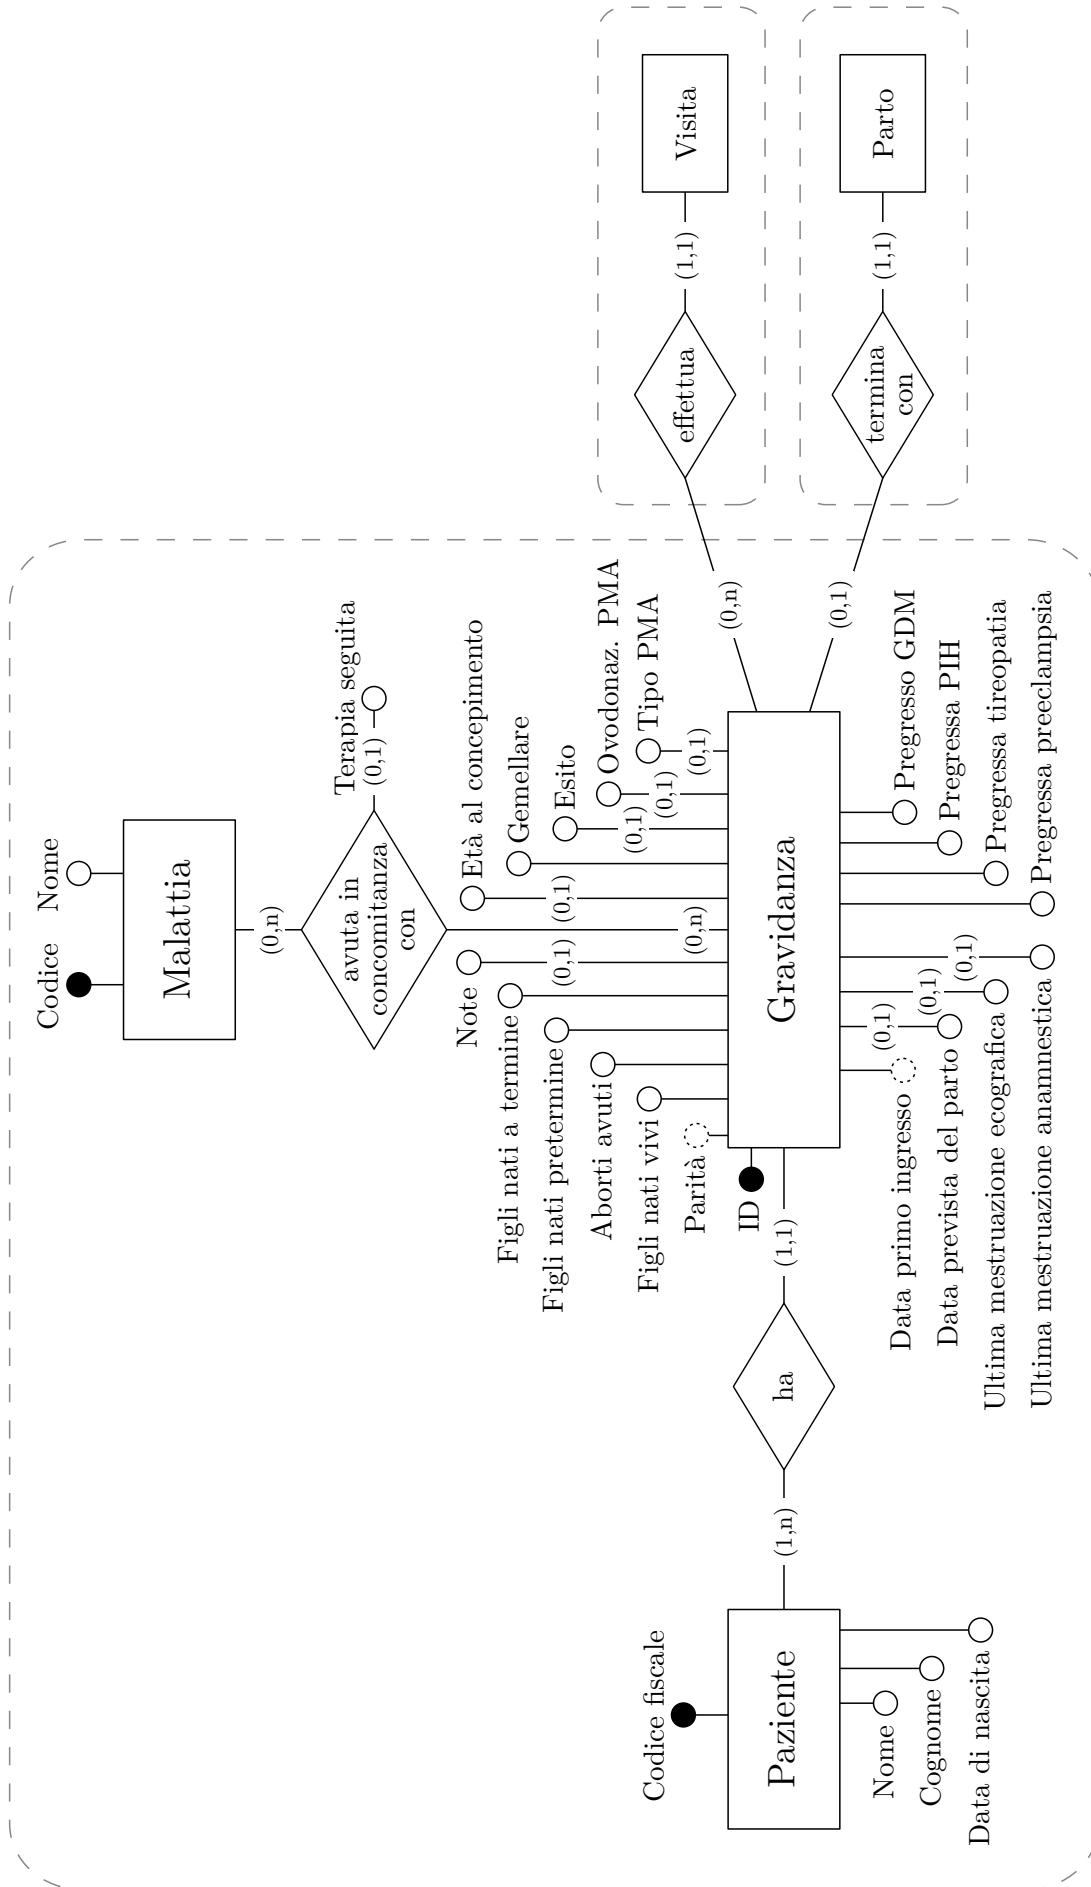 Codice
Nome
Malattia
(0,n)
avuta in
concomitanza
con
(0,1)
Terapia seguita
Note
(0,1)
Età al concepimento
(0,1)
Figli nati a termine
Gemellare
Figli nati pretermine
Esito
(0,1)
Aborti avuti
Ovodonaz. PMA
(0,1)
Figli nati vivi
Tipo PMA
(0,1)
Parità
(0,n)
ID
Codice fiscale
Paziente
(1,n)
ha
(1,1)
Gravidanza
Nome
Cognome
Data di nascita
Data primo ingresso
(0,1)
Data prevista del parto
(0,1)
Ultima mestruazione ecografica
(0,1)
Ultima mestruazione anamnestica
Pregresso GDM
Pregressa PIH
Pregressa tireopatia
Pregressa preeclampsia
(0,n)
effettua
(1,1)
Visita
(0,1)
termina
con
(1,1)
Parto